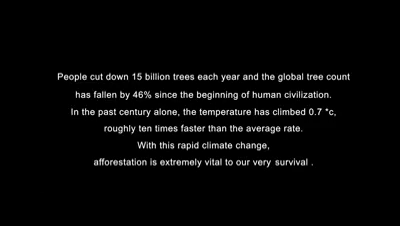 People cut down 15 billion trees each year and the global tree count
has fallen by 46% since the beginning of human civilization.
In the past century alone, the temperature has climbed 0.7 *c,
roughly ten times faster than the average rate.
With this rapid climate change,
afforestation is extremely vital to our very survival .